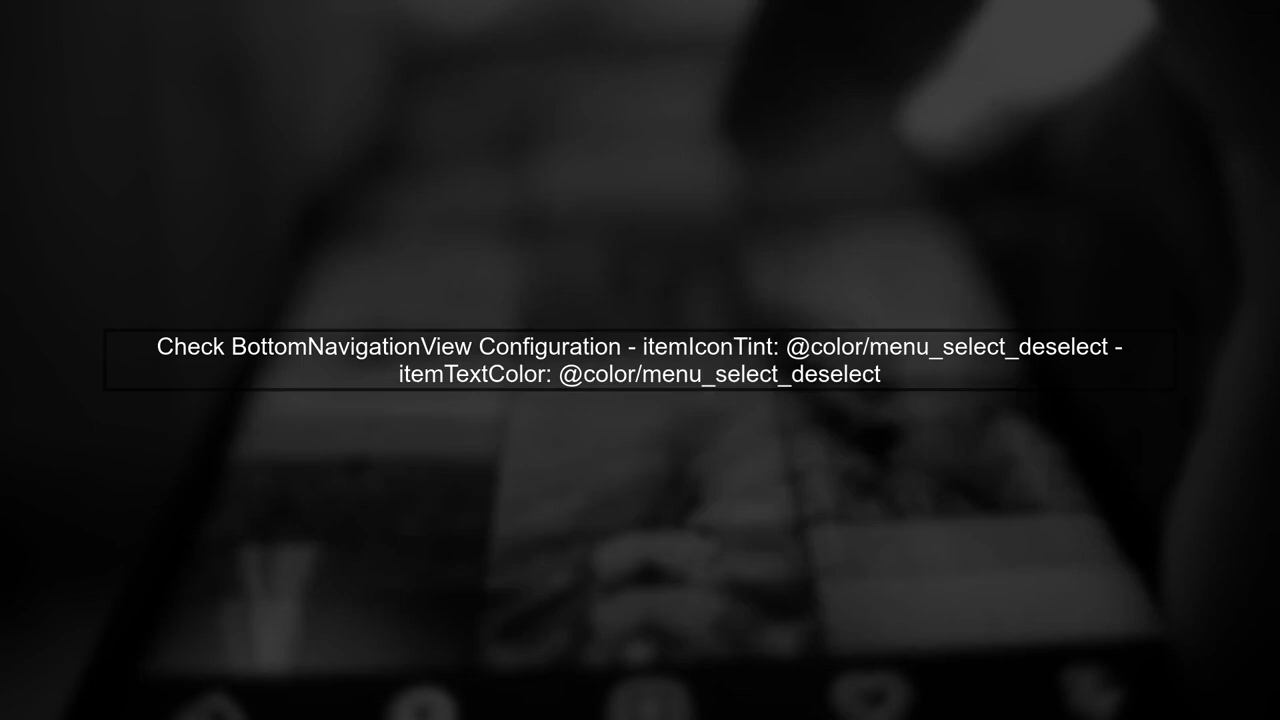 Check BottomNavigationView Configuration - itemIconTint: @color/menu_select_deselect -
itemTextColor: @color/menu_select_deselect